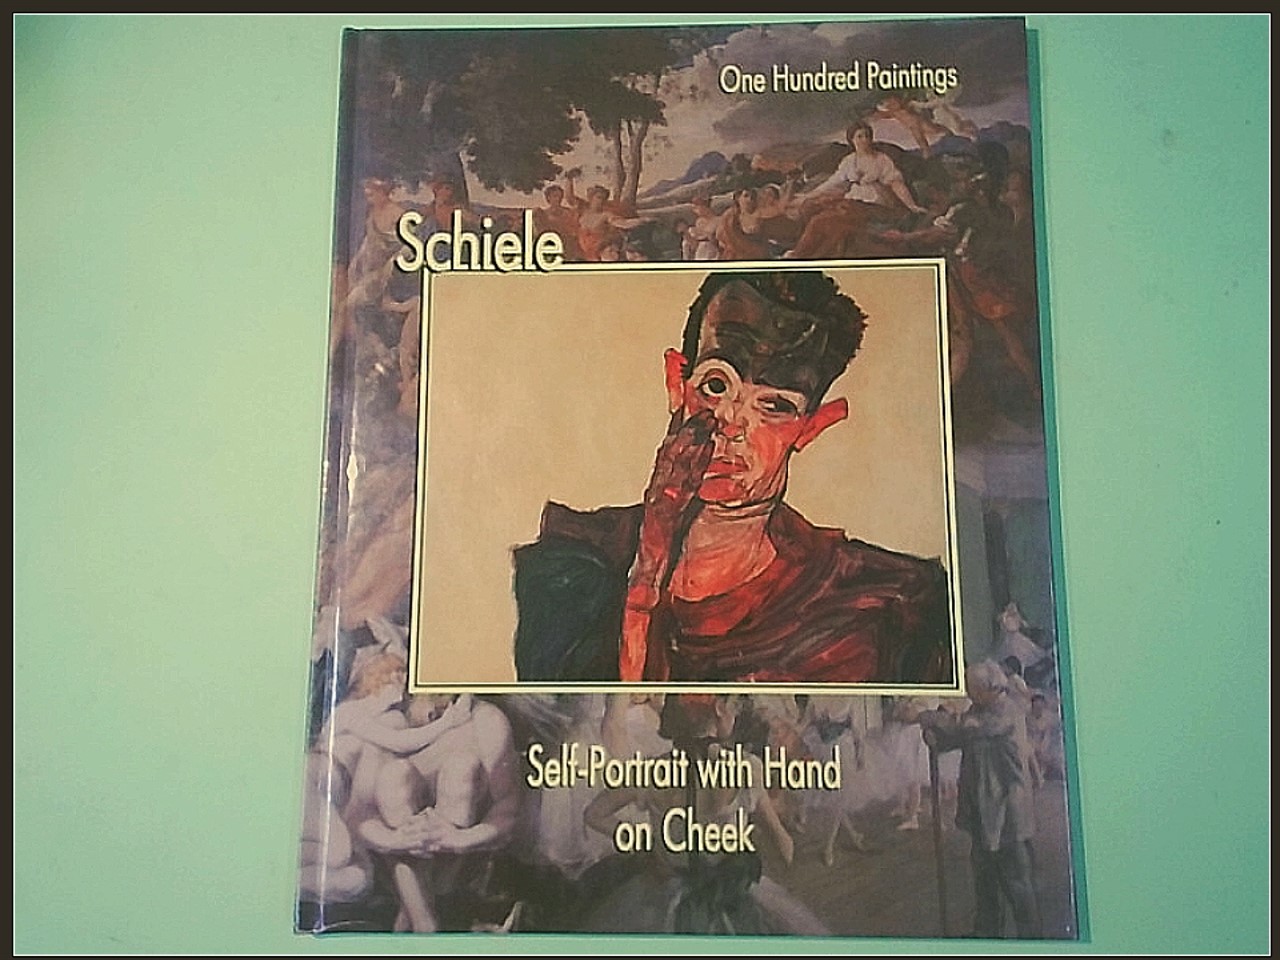 One Hundred Paintings
Schiele
Self-Portrait with Hand
on Cheek